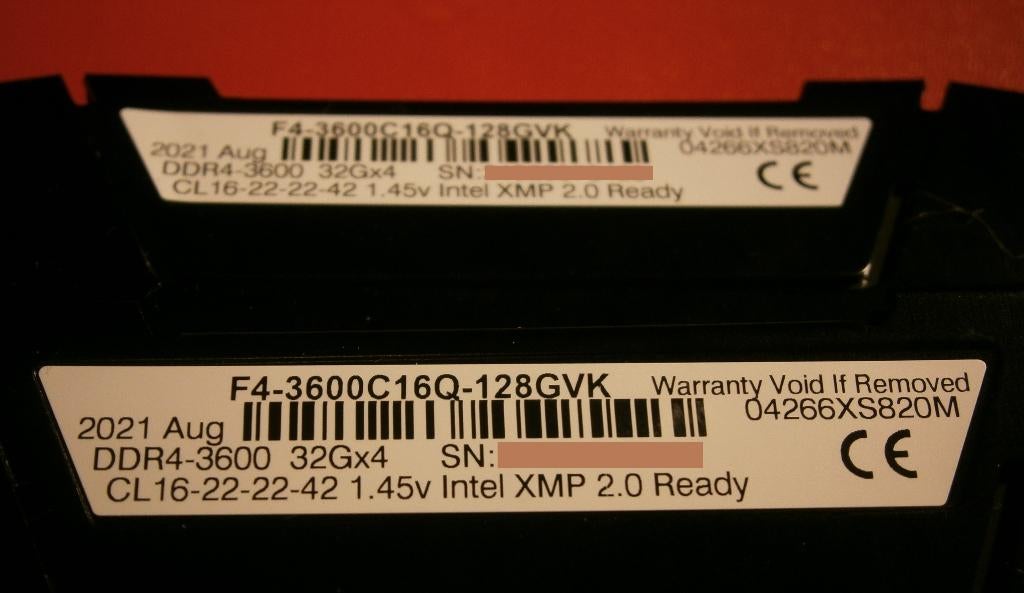 F4-3600C16Q-128GVK Warranty Void If Removed
2021 Aug 04266XS820M
DDR4-3600 32Gx4 SN:
CL16-22-22-42 1.45v Intel XMP 2.0 Ready CE
F4-3600C16Q-128GVK Warranty Void If Removed
2021 Aug 04266XS820M
DDR4-3600 32Gx4 SN:
CL16-22-22-42 1.45v Intel XMP 2.0 Ready CE